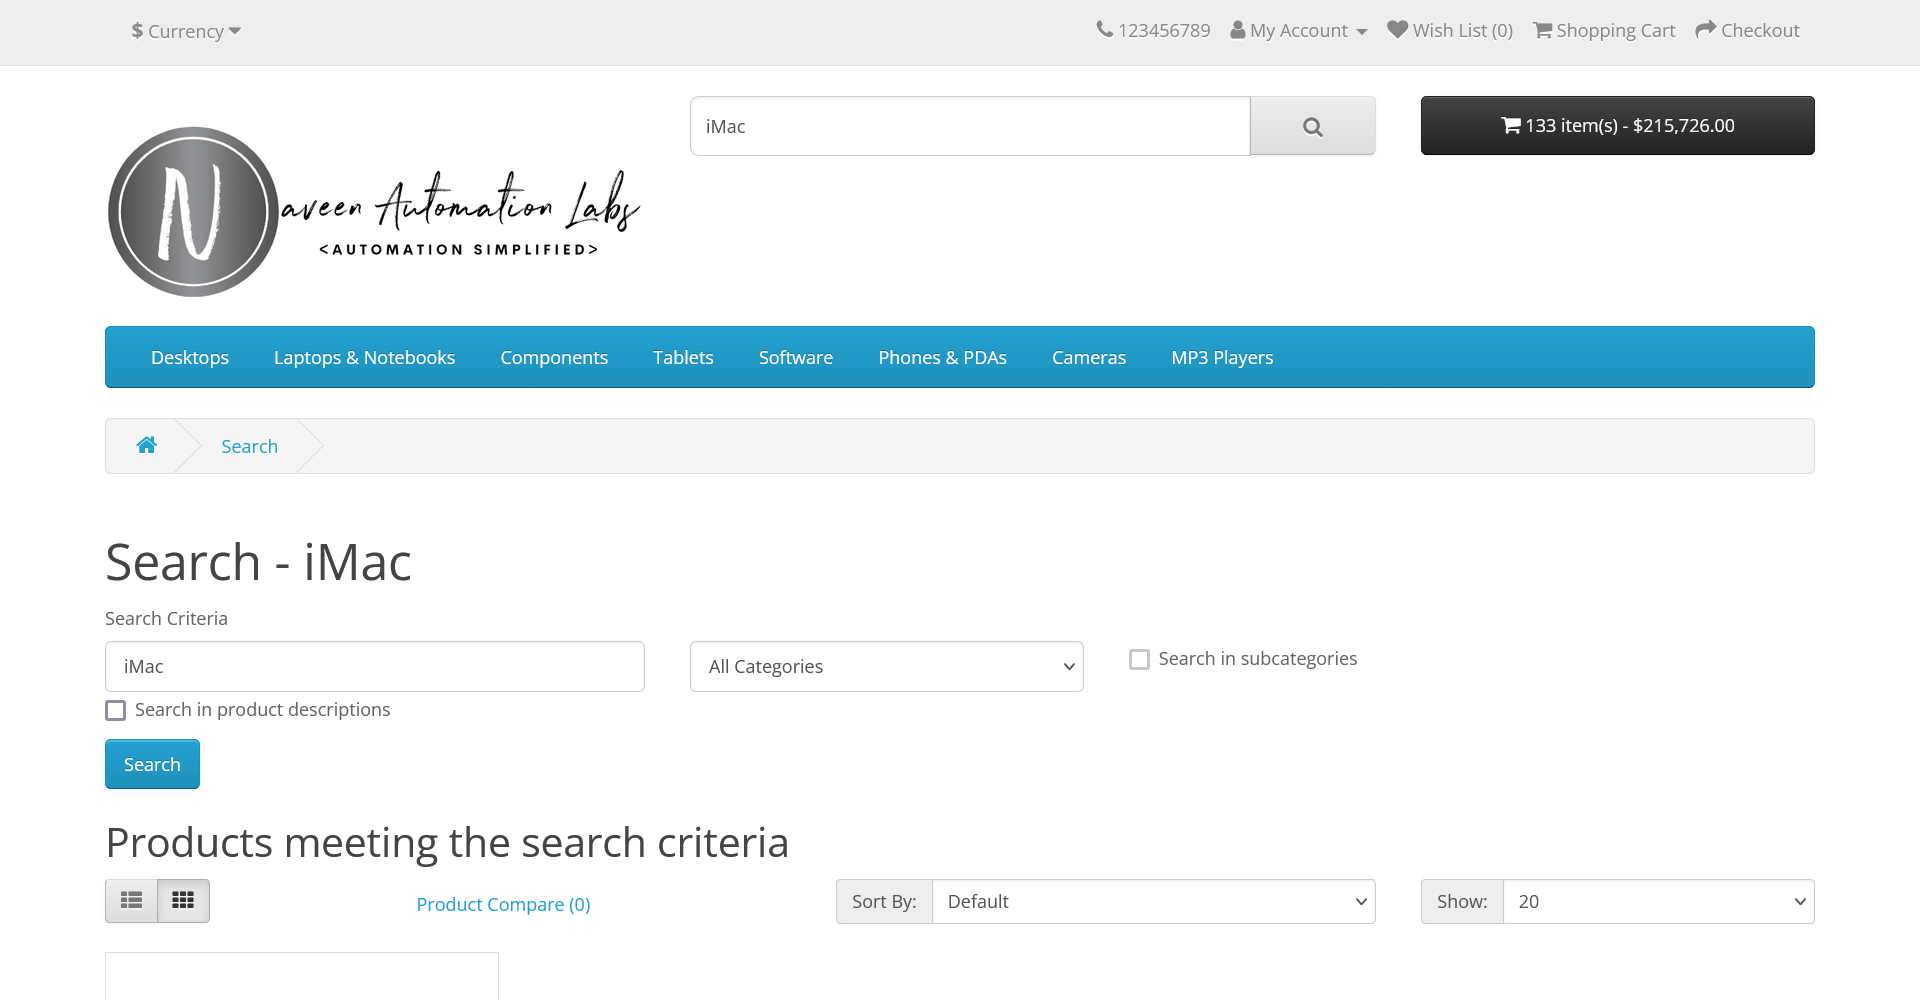 $ Currency
123456789 My Account Wish List (0) Shopping Cart Checkout
iMac
133 item(s) - $215,726.00
Naveen Automation Labs
<AUTOMATION SIMPLIFIED>
Desktops Laptops & Notebooks Components Tablets Software Phones & PDAs Cameras MP3 Players
Search
Search - iMac
Search Criteria
iMac
All Categories
Search in subcategories
Search in product descriptions
Search
Products meeting the search criteria
Product Compare (0)
Sort By: Default
Show: 20